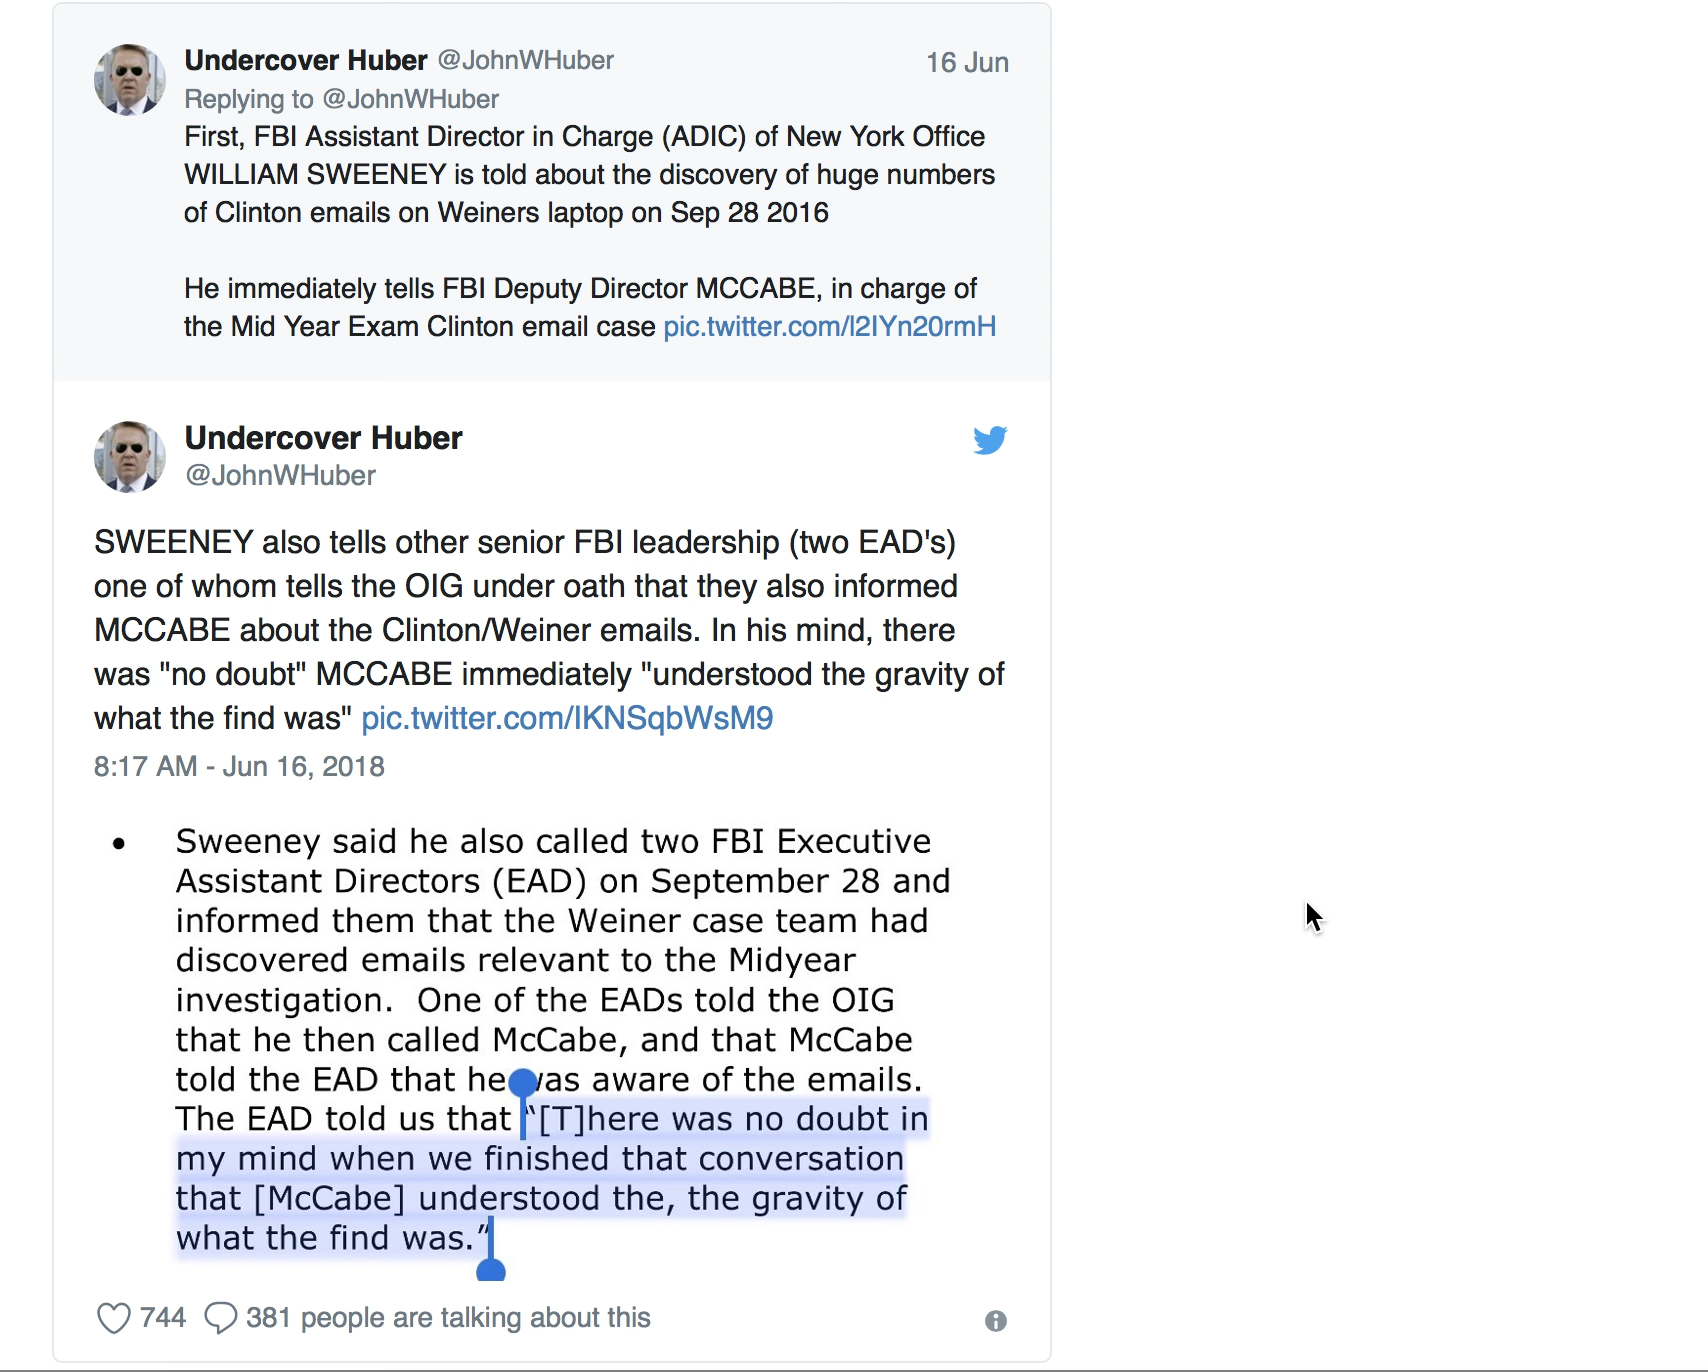 Undercover Huber @JohnWHuber 16 Jun
Replying to @JohnWHuber
First, FBI Assistant Director in Charge (ADIC) of New York Office
WILLIAM SWEENEY is told about the discovery of huge numbers
of Clinton emails on Weiners laptop on Sep 28 2016
He immediately tells FBI Deputy Director MCCABE, in charge of
the Mid Year Exam Clinton email case pic.twitter.com/l2IYn20rmH
Undercover Huber
@JohnWHuber
SWEENEY also tells other senior FBI leadership (two EAD's)
one of whom tells the OIG under oath that they also informed
MCCABE about the Clinton/Weiner emails. In his mind, there
was "no doubt" MCCABE immediately "understood the gravity of
what the find was" pic.twitter.com/IKNSqbWsM9
8:17 AM - Jun 16, 2018
• Sweeney said he also called two FBI Executive
Assistant Directors (EAD) on September 28 and
informed them that the Weiner case team had
discovered emails relevant to the Midyear
investigation.  One of the EADs told the OIG
that he then called McCabe, and that McCabe
told the EAD that he was aware of the emails.
The EAD told us that “[T]here was no doubt in
my mind when we finished that conversation
that [McCabe] understood the, the gravity of
what the find was.”
744 381 people are talking about this